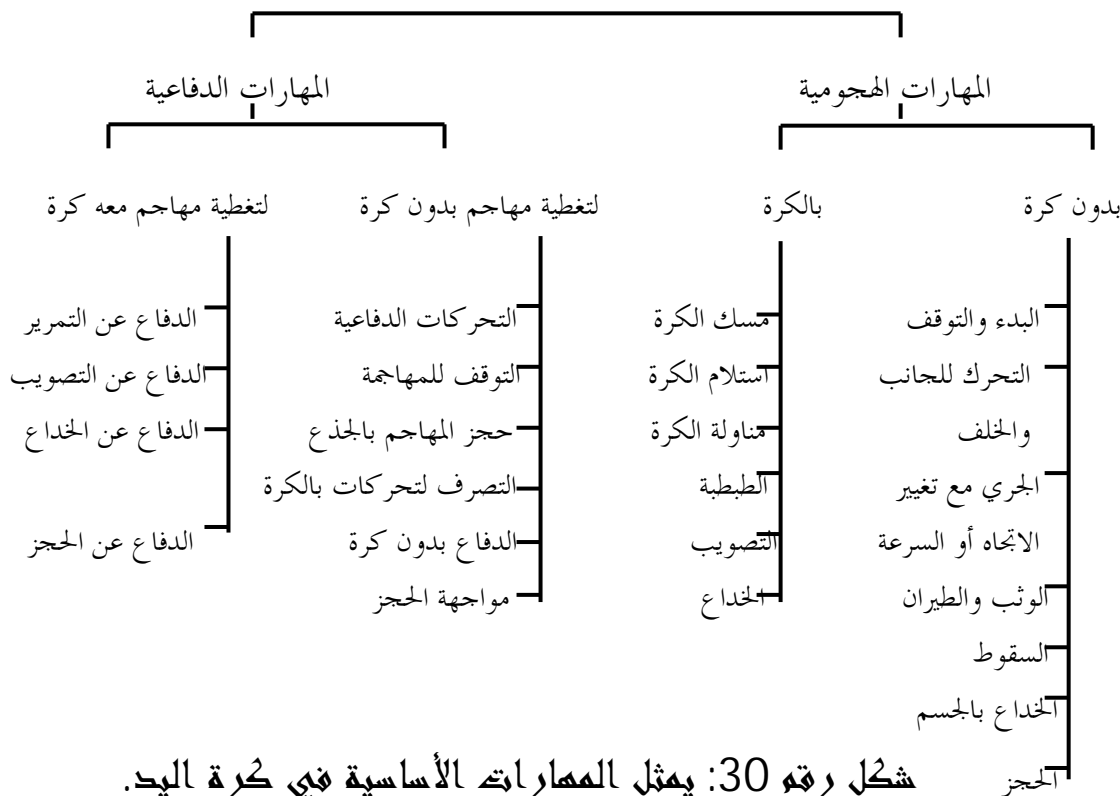 المهارات الهجومية
المهارات الدفاعية
بدون كرة
بالكرة
لتغطية مهاجم بدون كرة
لتغطية مهاجم معه كرة
البدء والتوقف
التحرك للجانب
والخلف
الجري مع تغيير
الاتجاه أو السرعة
الوثب والطيران
السقوط
الخداع بالجسم
الحجز
مسك الكرة
استلام الكرة
مناولة الكرة
الطبطبة
التصويب
الخداع
التحركات الدفاعية
التوقف للمهاجمة
حجز المهاجم بالجذع
التصرف لتحركات بالكرة
الدفاع بدون كرة
مواجهة الحجز
الدفاع عن التمرير
الدفاع عن التصويب
الدفاع عن الخداع
الدفاع عن الحجز
شكل رقم 30: يمثل المهارات الأساسية في كرة اليد.